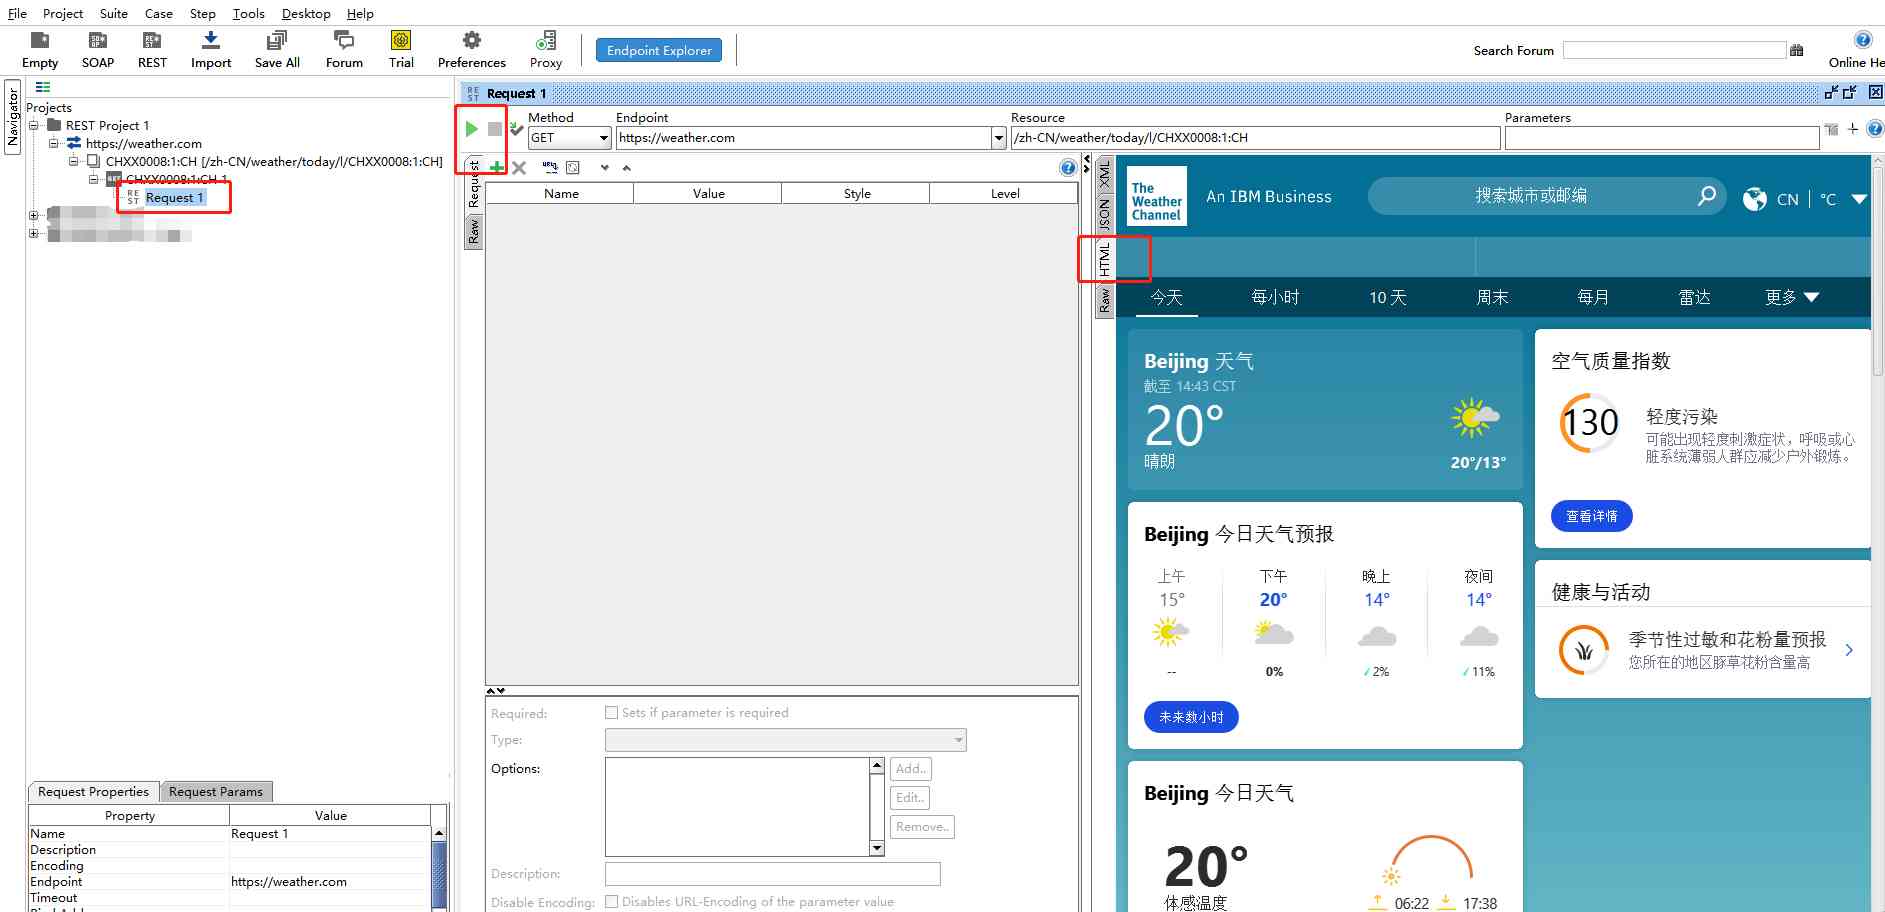 File Project Suite Case Step Tools Desktop Help
Empty SOAP REST Import Save All Forum Trial Preferences Proxy Endpoint Explorer Search Forum Online He
Navigator
Projects
REST Project 1
https://weather.com
CHXX0008:1:CH [/zh-CN/weather/today/l/CHXX0008:1:CH]
CHXX0008:1:CH 1
REST Request 1
Request Properties Request Params
Property Value
Name Request 1
Description
Encoding
Endpoint https://weather.com
Timeout
REST Request 1
Method Endpoint Resource Parameters
GET https://weather.com /zh-CN/weather/today/l/CHXX0008:1:CH
Request
Raw
Name Value Style Level
Required: Sets if parameter is required
Type:
Options: Add..
Edit..
Remove..
Description:
Disable Encoding: Disables URL-Encoding of the parameter value
XML
JSON
HTML
Raw
The
Weather
Channel
An IBM Business 搜索城市或邮编 CN °C
今天 每小时 10 天 周末 每月 雷达 更多
Beijing 天气
截至 14:43 CST
20°
晴朗 20°/13°
Beijing 今日天气预报
上午 下午 晚上 夜间
15° 20° 14° 14°
-- 0% 2% 11%
未来数小时
Beijing 今日天气
20°
体感温度 06:22 17:38
空气质量指数
130 轻度污染
可能出现轻度刺激症状，呼吸或心
脏系统薄弱人群应减少户外锻炼。
查看详情
健康与活动
季节性过敏和花粉量预报
您所在的地区豚草花粉含量高